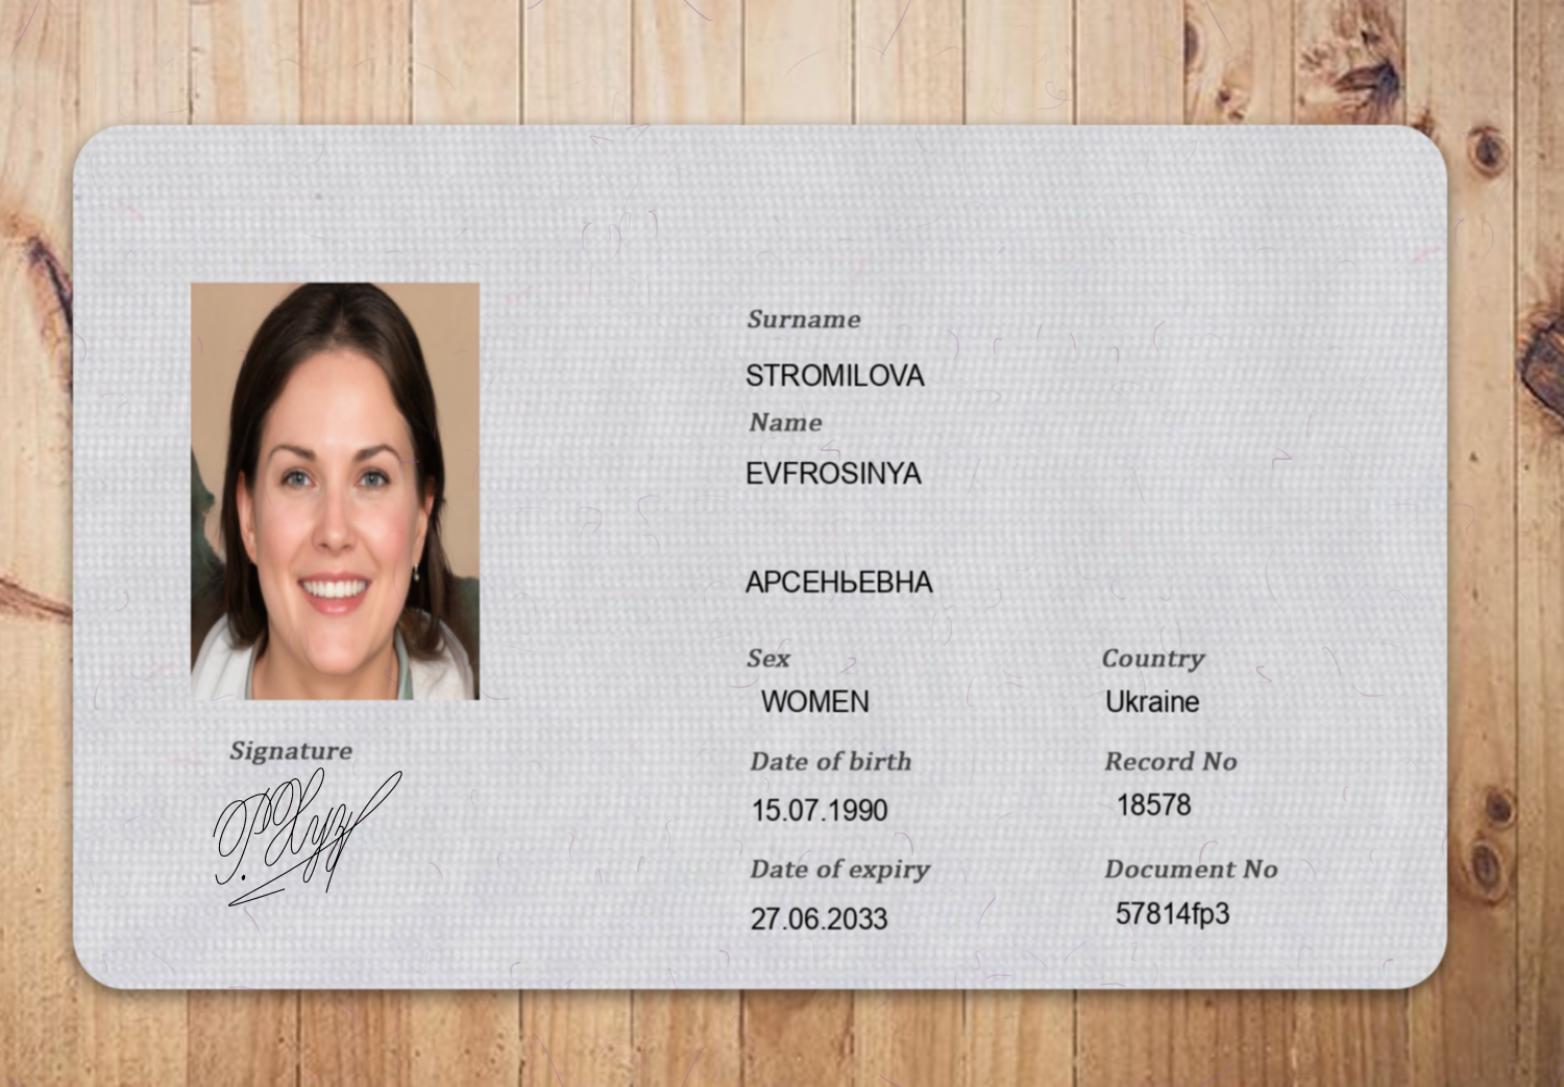 Surname
STROMILOVA
Name
EVFROSINYA
АРСЕНЬЕВНА
Sex
Country
WOMEN
Ukraine
Date of birth
Record No
15.07.1990
18578
Date of expiry
Document No
27.06.2033
57814fp3
Signature